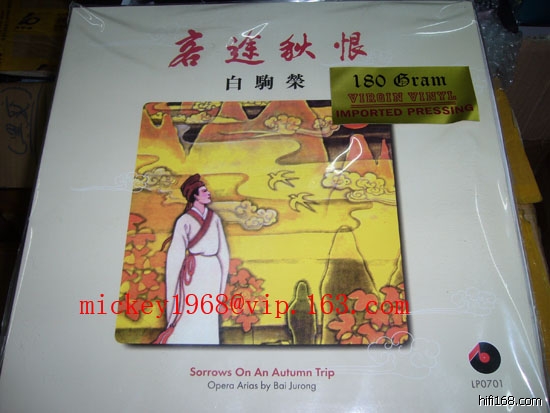 客途秋恨
白駒榮
180 Gram
VIRGIN VINYL
IMPORTED PRESSING
mickey1968@vip.163.com
Sorrows On An Autumn Trip
Opera Arias by Bai Jurong
LP0701
hifi168.com